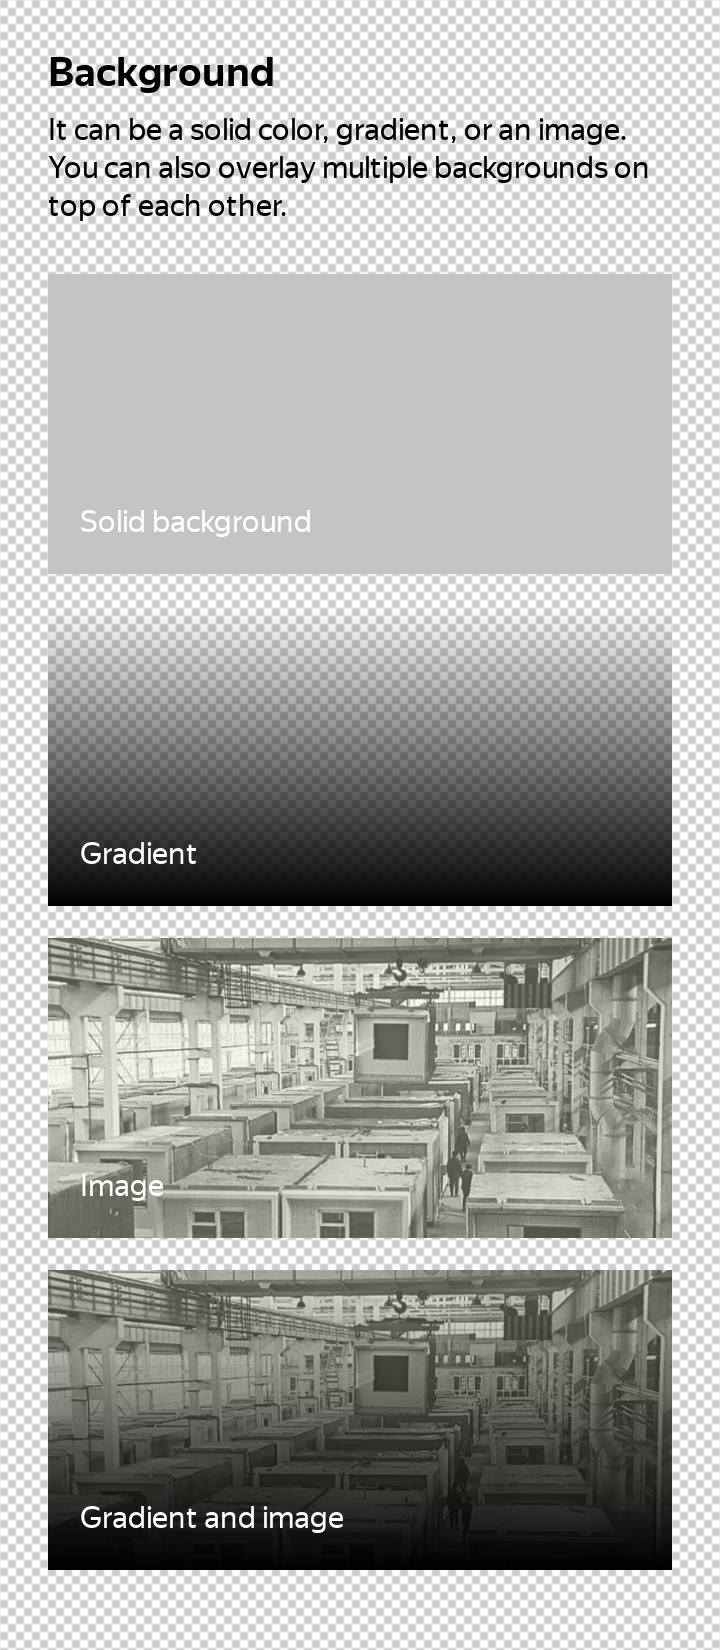 Background
It can be a solid color, gradient, or an image.
You can also overlay multiple backgrounds on
top of each other.
Solid background
Gradient
Image
Gradient and image